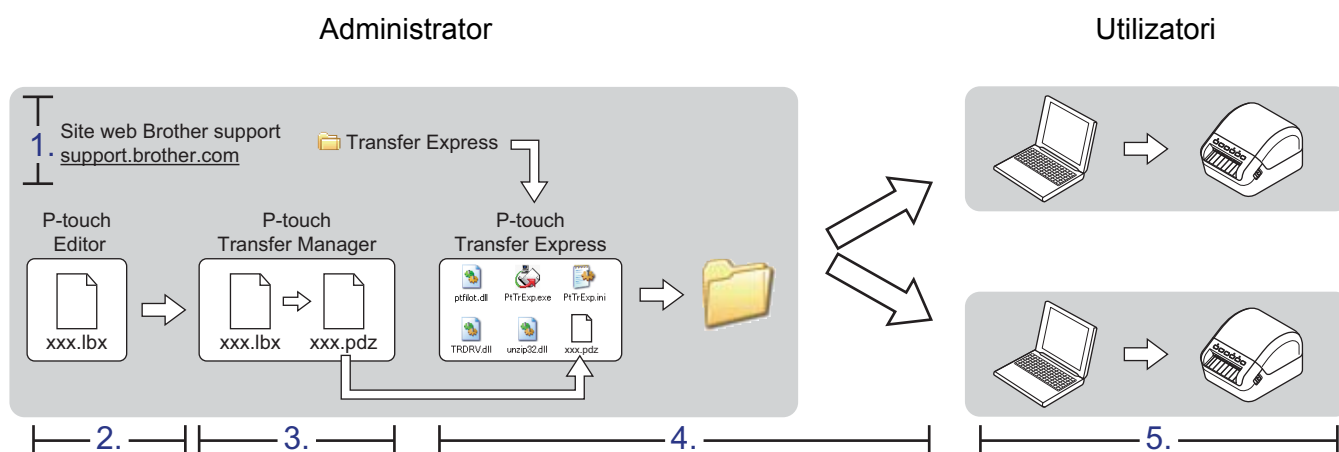 Administrator
Utilizatori
1.
Site web Brother support
support.brother.com
Transfer Express
P-touch
Editor
xxx.lbx
P-touch
Transfer Manager
xxx.lbx
xxx.pdz
P-touch
Transfer Express
ptfilot.dll
PtTrExp.exe
PtTrExp.ini
TRDRV.dll
unzip32.dll
xxx.pdz
2.
3.
4.
5.